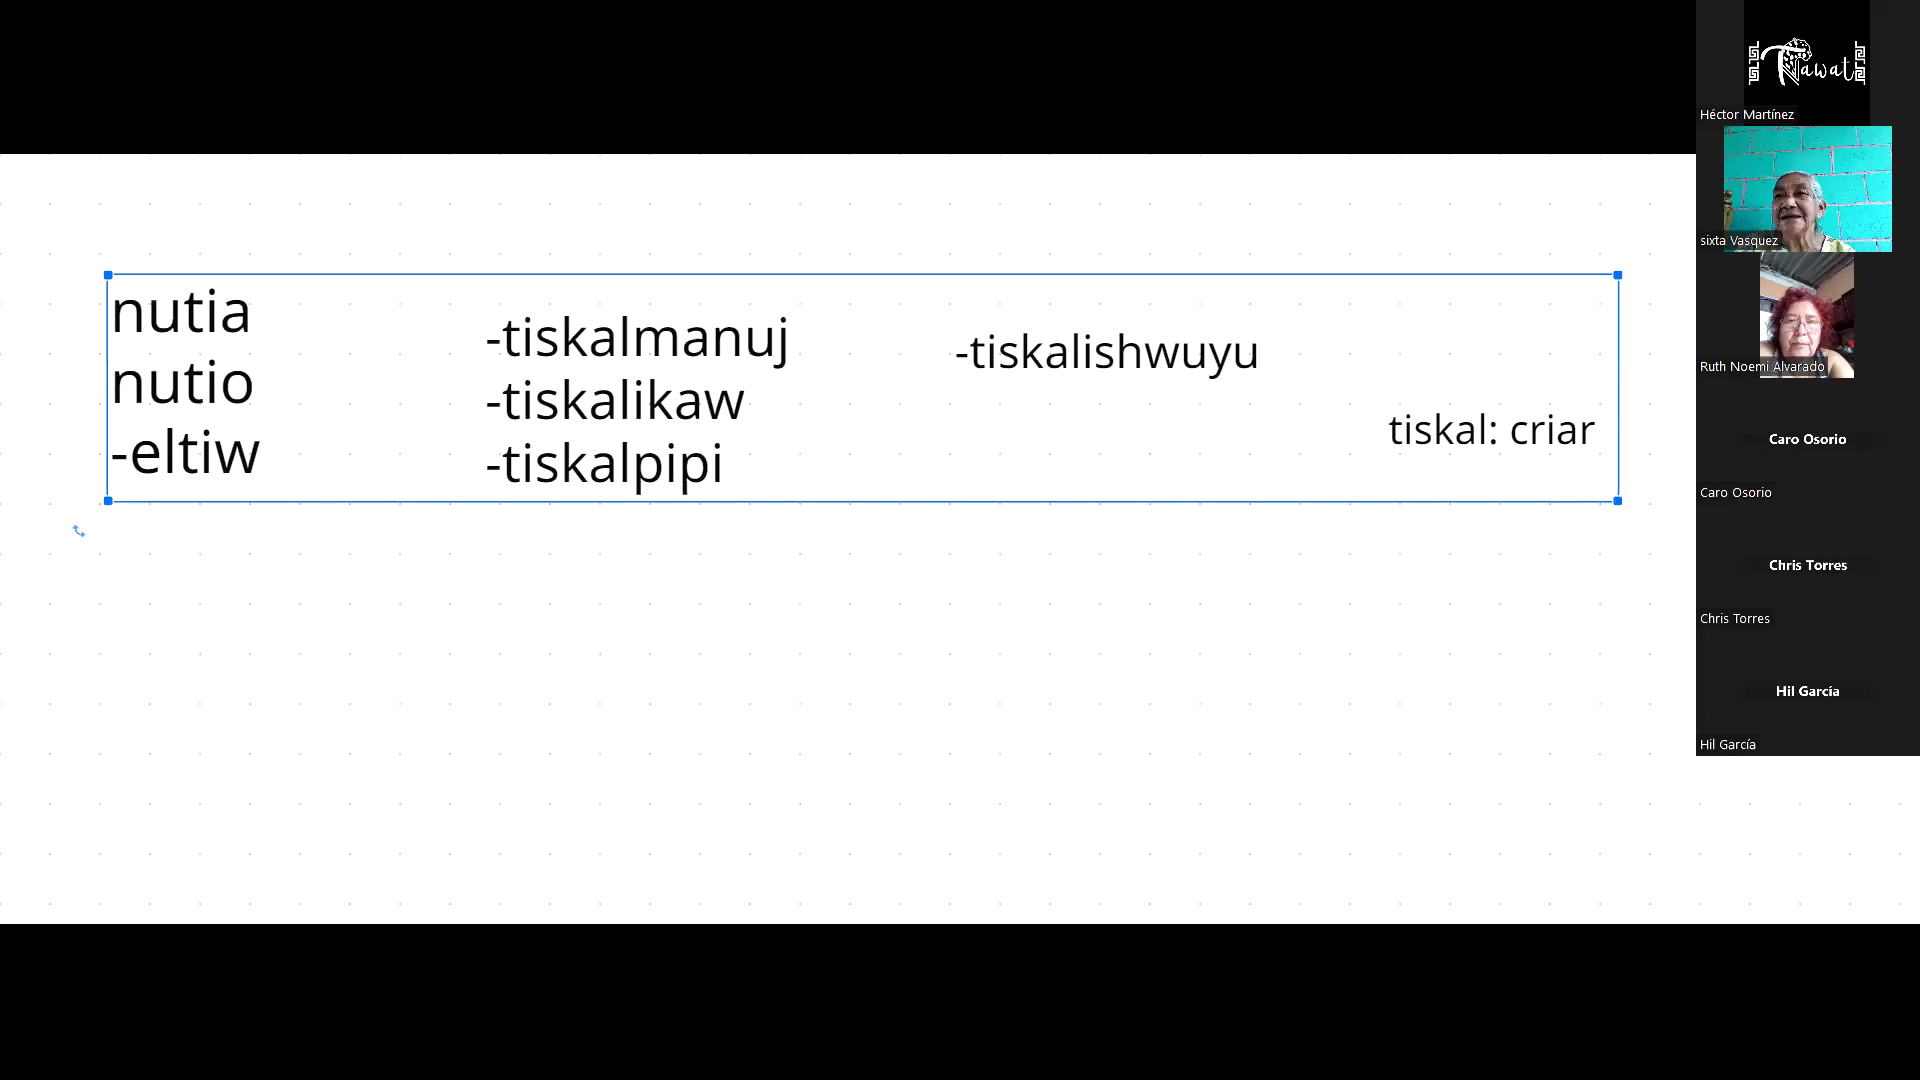 nutia
nutio
-eltiw
-tiskalmanuj
-tiskalikaw
-tiskalpipi
-tiskalishwuyu
tiskal: criar
Tawat
Héctor Martínez
sixta Vasquez
Ruth Noemi Alvarado
Caro Osorio
Caro Osorio
Chris Torres
Chris Torres
Hil García
Hil García